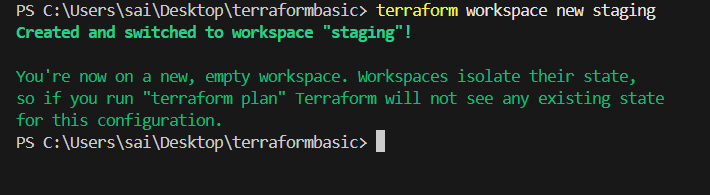 PS C:\Users\sai\Desktop\terraformbasic> terraform workspace new staging
Created and switched to workspace "staging"!
You're now on a new, empty workspace. Workspaces isolate their state,
so if you run "terraform plan" Terraform will not see any existing state
for this configuration.
PS C:\Users\sai\Desktop\terraformbasic>